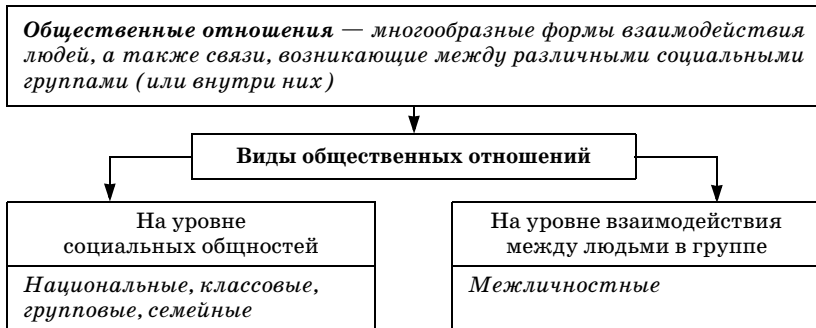 Общественные отношения — многообразные формы взаимодействия
людей, а также связи, возникающие между различными социальными
группами (или внутри них)
Виды общественных отношений
На уровне
социальных общностей
Национальные, классовые,
групповые, семейные
На уровне взаимодействия
между людьми в группе
Межличностные